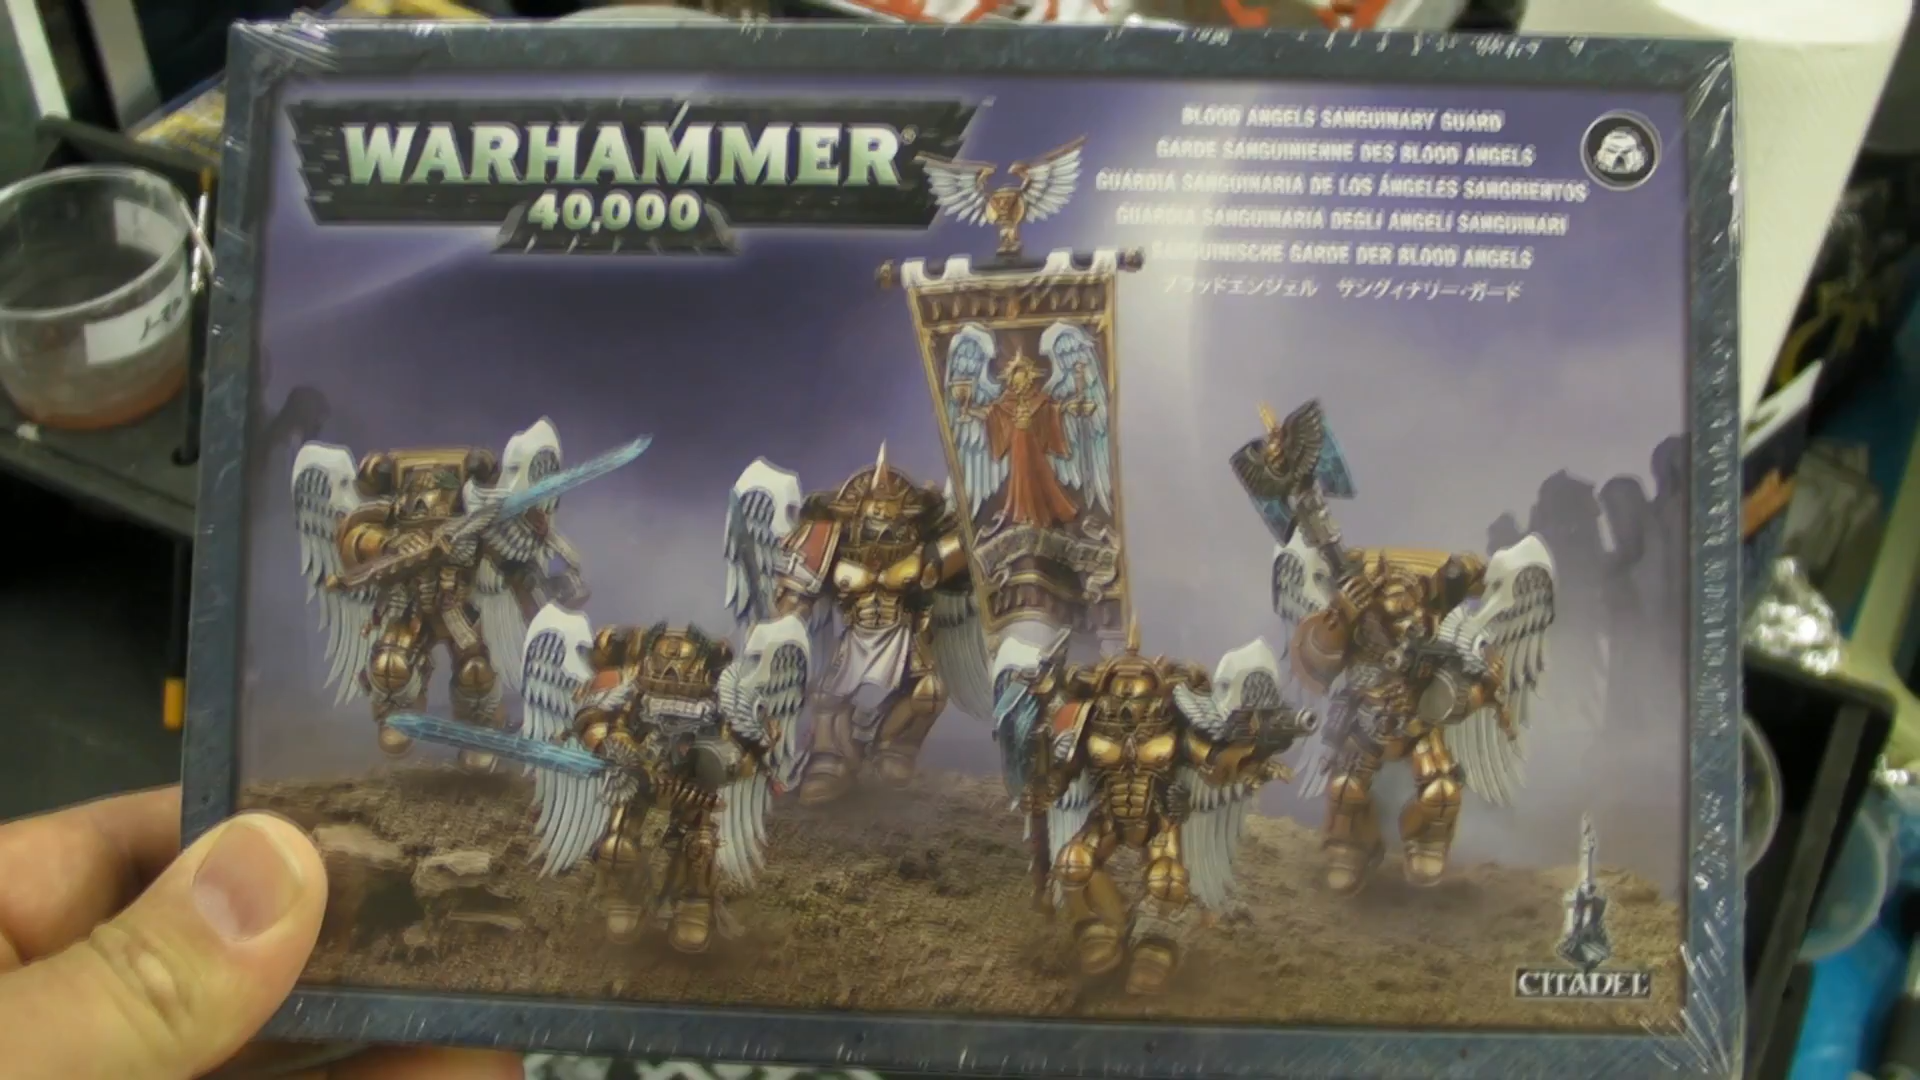 WARHAMMER®
40,000
BLOOD ANGELS SANGUINARY GUARD
GARDE SANGUINIENNE DES BLOOD ANGELS
GUARDIA SANGUINARIA DE LOS ÁNGELES SANGRIENTOS
GUARDIA SANGUINARIA DEGLI ANGELI SANGUINARI
SANGUINISCHE GARDE DER BLOOD ANGELS
ブラッドエンジェル サングィナリー・ガード
CITADEL